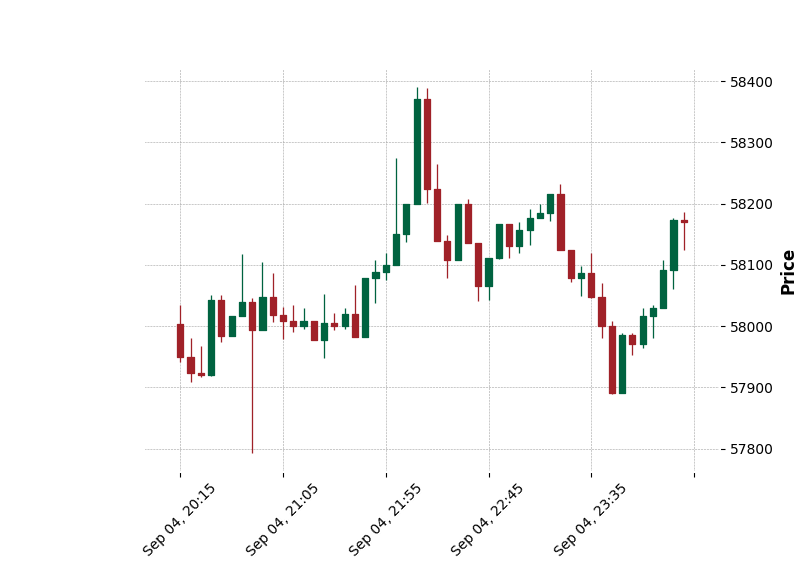 58400
58300
58200
58100
58000
57900
57800
Price
Sep 04, 20:15
Sep 04, 21:05
Sep 04, 21:55
Sep 04, 22:45
Sep 04, 23:35